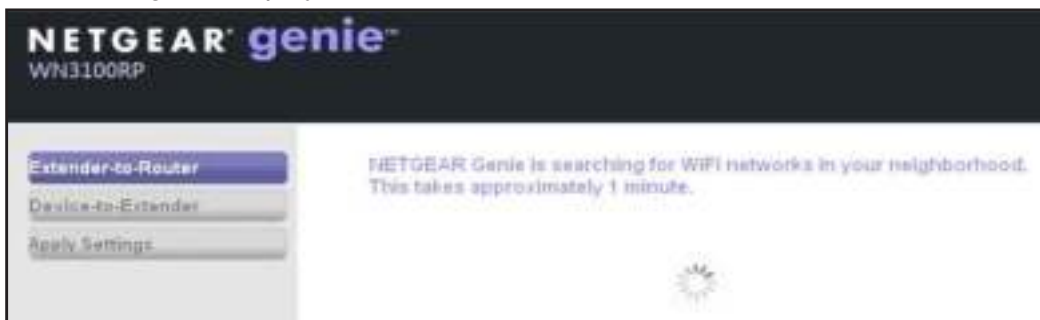 NETGEAR® genie™
WN3100RP
Extender-to-Router
NETGEAR Genie is searching for WiFi networks in your neighborhood.
This takes approximately 1 minute.
Device-to-Extender
Apply Settings